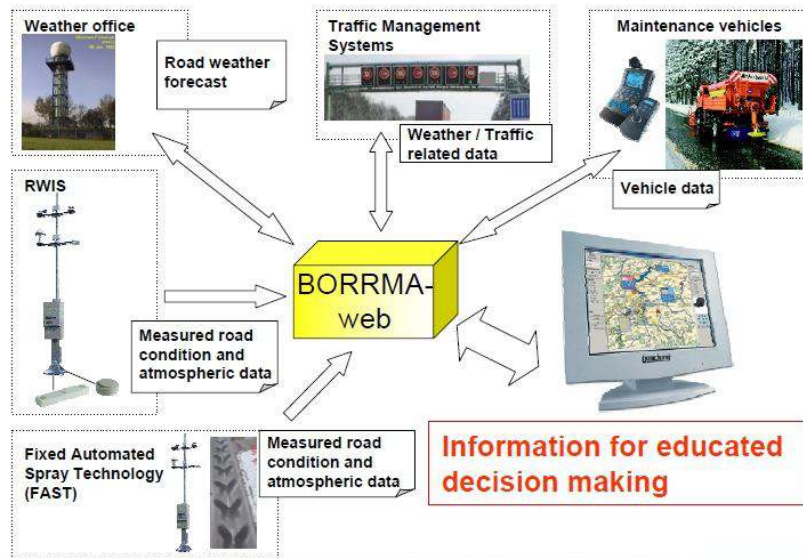 Weather office
Road weather
forecast
Traffic Management
Systems
Weather / Traffic
related data
Maintenance vehicles
Vehicle data
RWIS
Measured road
condition and
atmospheric data
BORRMA-
web
Fixed Automated
Spray Technology
(FAST)
Measured road
condition and
atmospheric data
Information for educated
decision making